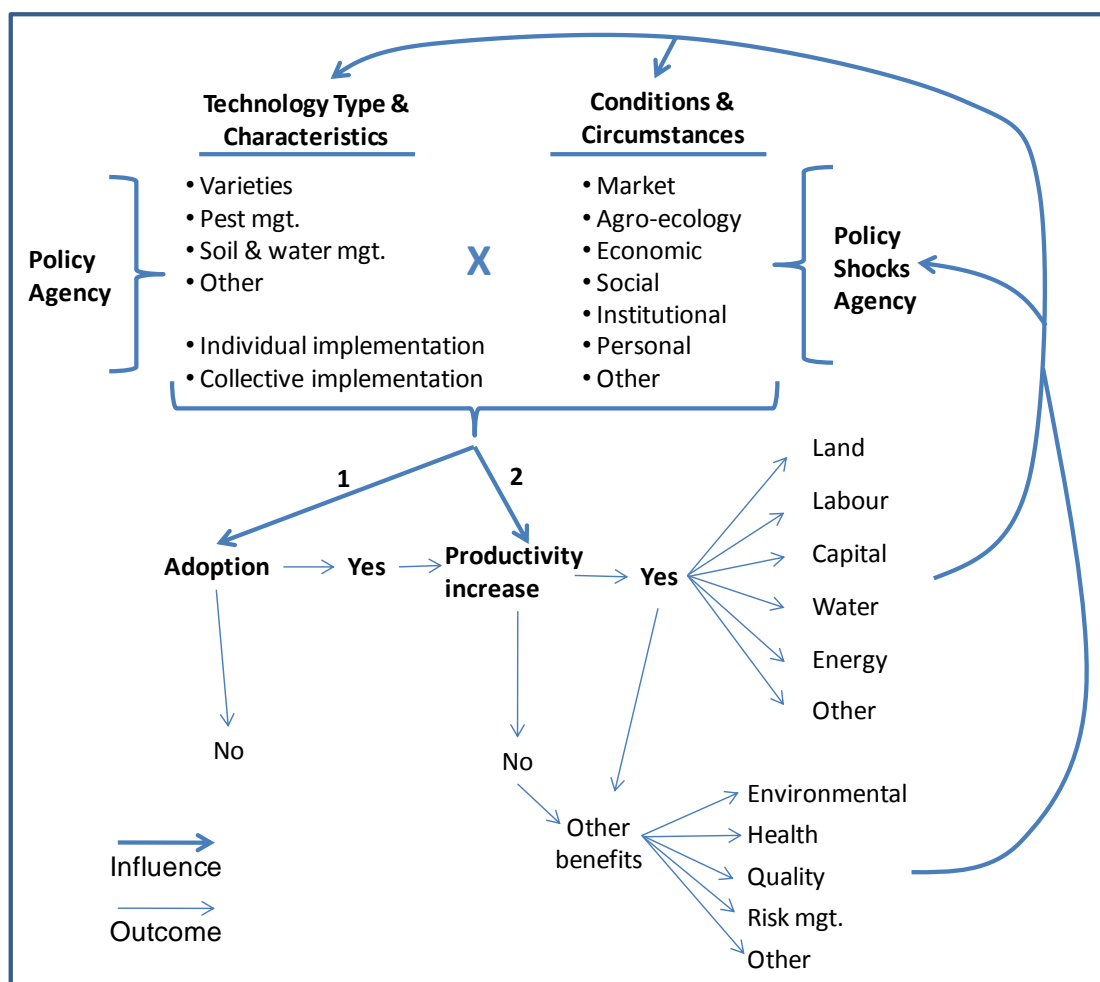 Technology Type &
Characteristics
Conditions &
Circumstances
Policy
Agency
• Varieties
• Pest mgt.
• Soil & water mgt.
• Other
• Individual implementation
• Collective implementation
X
• Market
• Agro-ecology
• Economic
• Social
• Institutional
• Personal
• Other
Policy
Shocks
Agency
1
2
Adoption
Yes
Productivity
increase
Yes
Land
Labour
Capital
Water
Energy
Other
No
No
Other
benefits
Environmental
Health
Quality
Risk mgt.
Other
Influence
Outcome